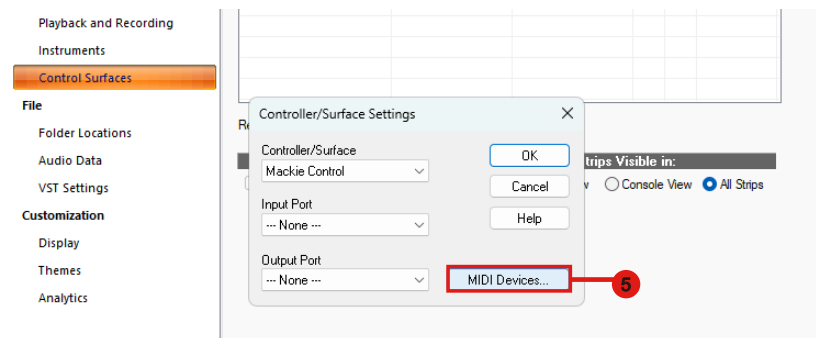 Playback and Recording
Instruments
Control Surfaces
File
Folder Locations
Audio Data
VST Settings
Customization
Display
Themes
Analytics
Controller/Surface Settings
Controller/Surface
Mackie Control
Input Port
--- None ---
Output Port
--- None ---
OK
Cancel
Help
MIDI Devices...
5
trips Visible in:
Console View
All Strips